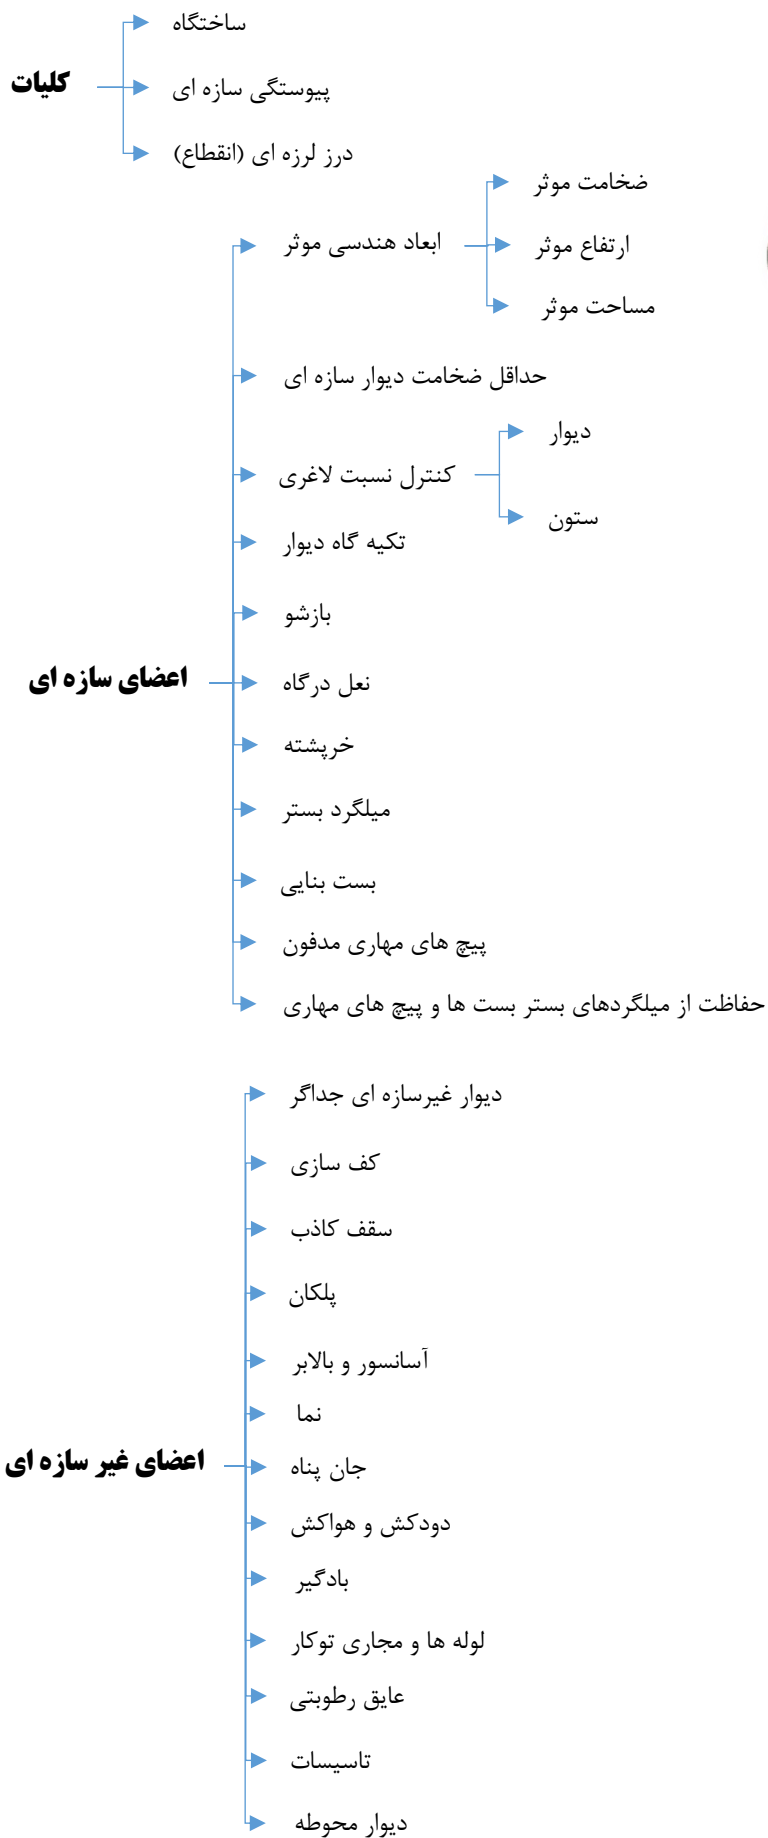 کلیات
ساختگاه
پیوستگی سازه ای
درز لرزه ای (انقطاع)
اعضای سازه ای
ابعاد هندسی موثر
ضخامت موثر
ارتفاع موثر
مساحت موثر
حداقل ضخامت دیوار سازه ای
کنترل نسبت لاغری
دیوار
ستون
تکیه گاه دیوار
بازشو
نعل درگاه
خرپشته
میلگرد بستر
بست بنایی
پیچ های مهاری مدفون
حفاظت از میلگردهای بستر بست ها و پیچ های مهاری
اعضای غیر سازه ای
دیوار غیرسازه ای جداگر
کف سازی
سقف کاذب
پلکان
آسانسور و بالابر
نما
جان پناه
دودکش و هواکش
بادگیر
لوله ها و مجاری توکار
عایق رطوبتی
تاسیسات
دیوار محوطه